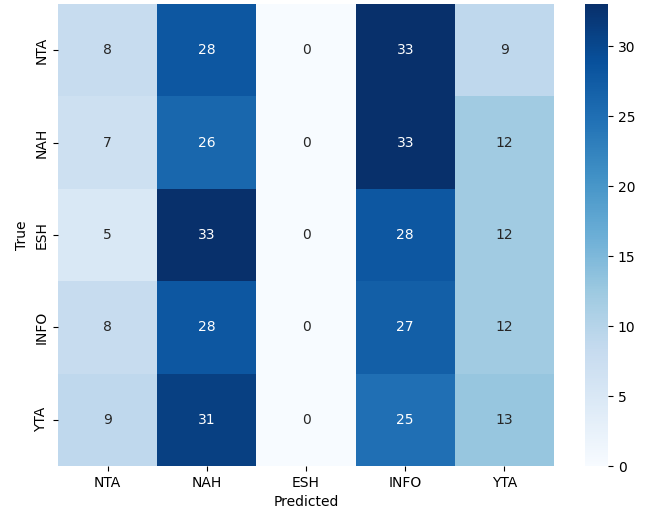 NTA 8 28 0 33 9
NAH 7 26 0 33 12
ESH 5 33 0 28 12
INFO 8 28 0 27 12
YTA 9 31 0 25 13
NTA NAH ESH INFO YTA
Predicted
True
30
25
20
15
10
5
0